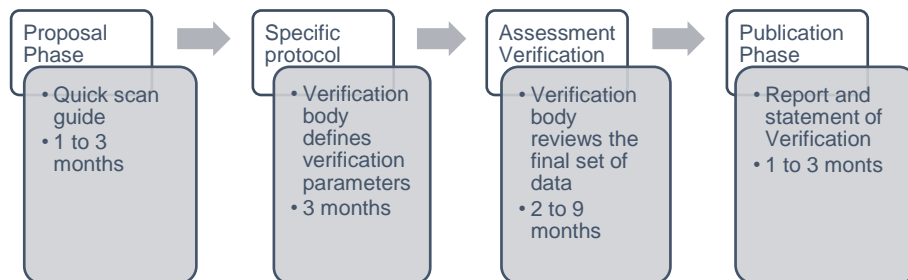 Proposal
Phase
• Quick scan
guide
• 1 to 3
months
Specific
protocol
• Verification
body
defines
verification
parameters
• 3 months
Assessment
Verification
• Verification
body
reviews the
final set of
data
• 2 to 9
months
Publication
Phase
• Report and
statement of
Verification
• 1 to 3 monts